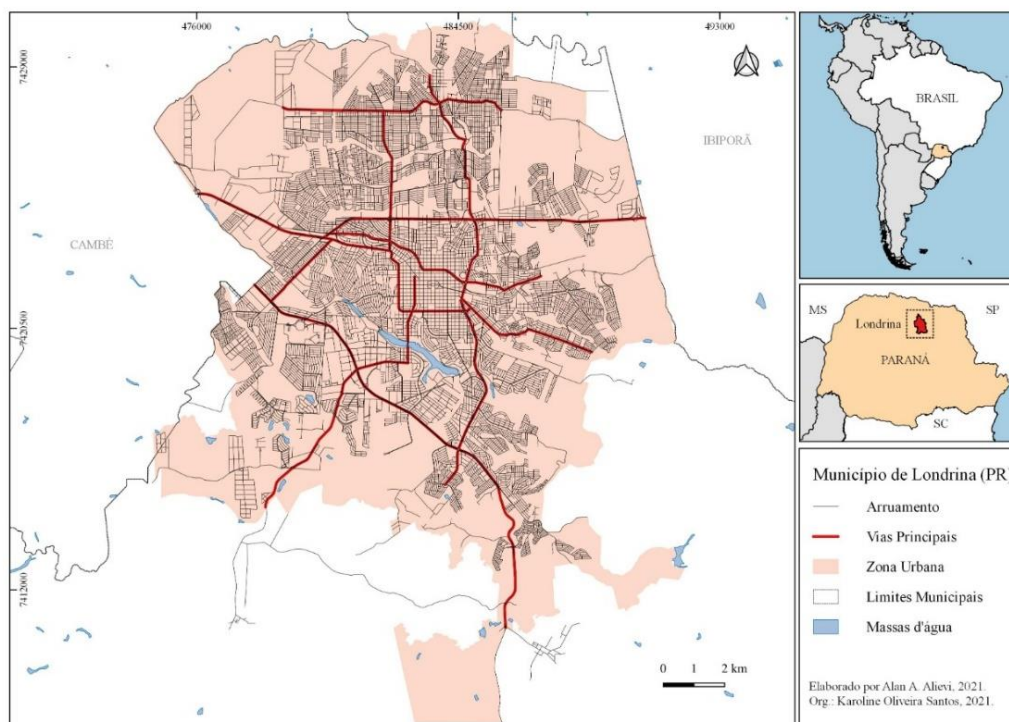 476000
484500
493000
7429000
7420500
7412000
IBIPORÃ
CAMBÉ
0 1 2 km
BRASIL
MS
SP
Londrina
PARANÁ
SC
Município de Londrina (PR)
Arruamento
Vias Principais
Zona Urbana
Limites Municipais
Massas d'água
Elaborado por Alan A. Alievi, 2021.
Org.: Karoline Oliveira Santos, 2021.